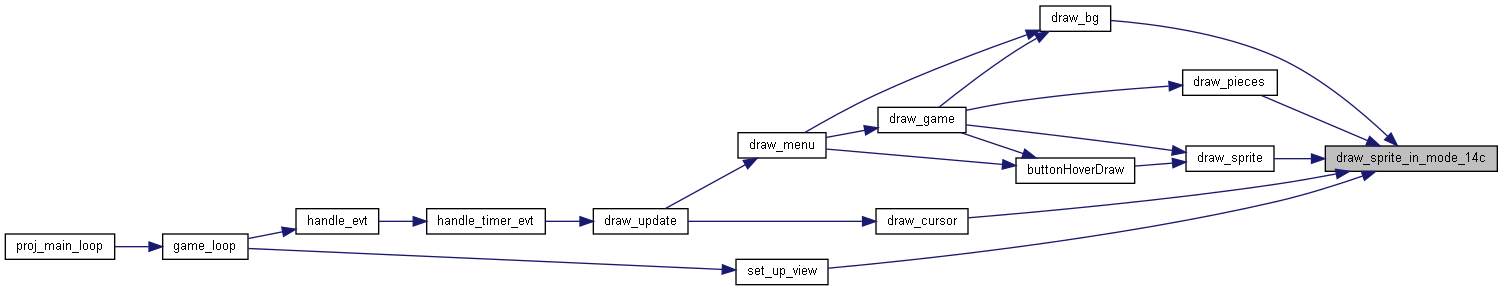 draw_bg
draw_pieces
draw_game
draw_menu
draw_sprite
draw_sprite_in_mode_14c
buttonHoverDraw
handle_evt
handle_timer_evt
draw_update
draw_cursor
proj_main_loop
game_loop
set_up_view